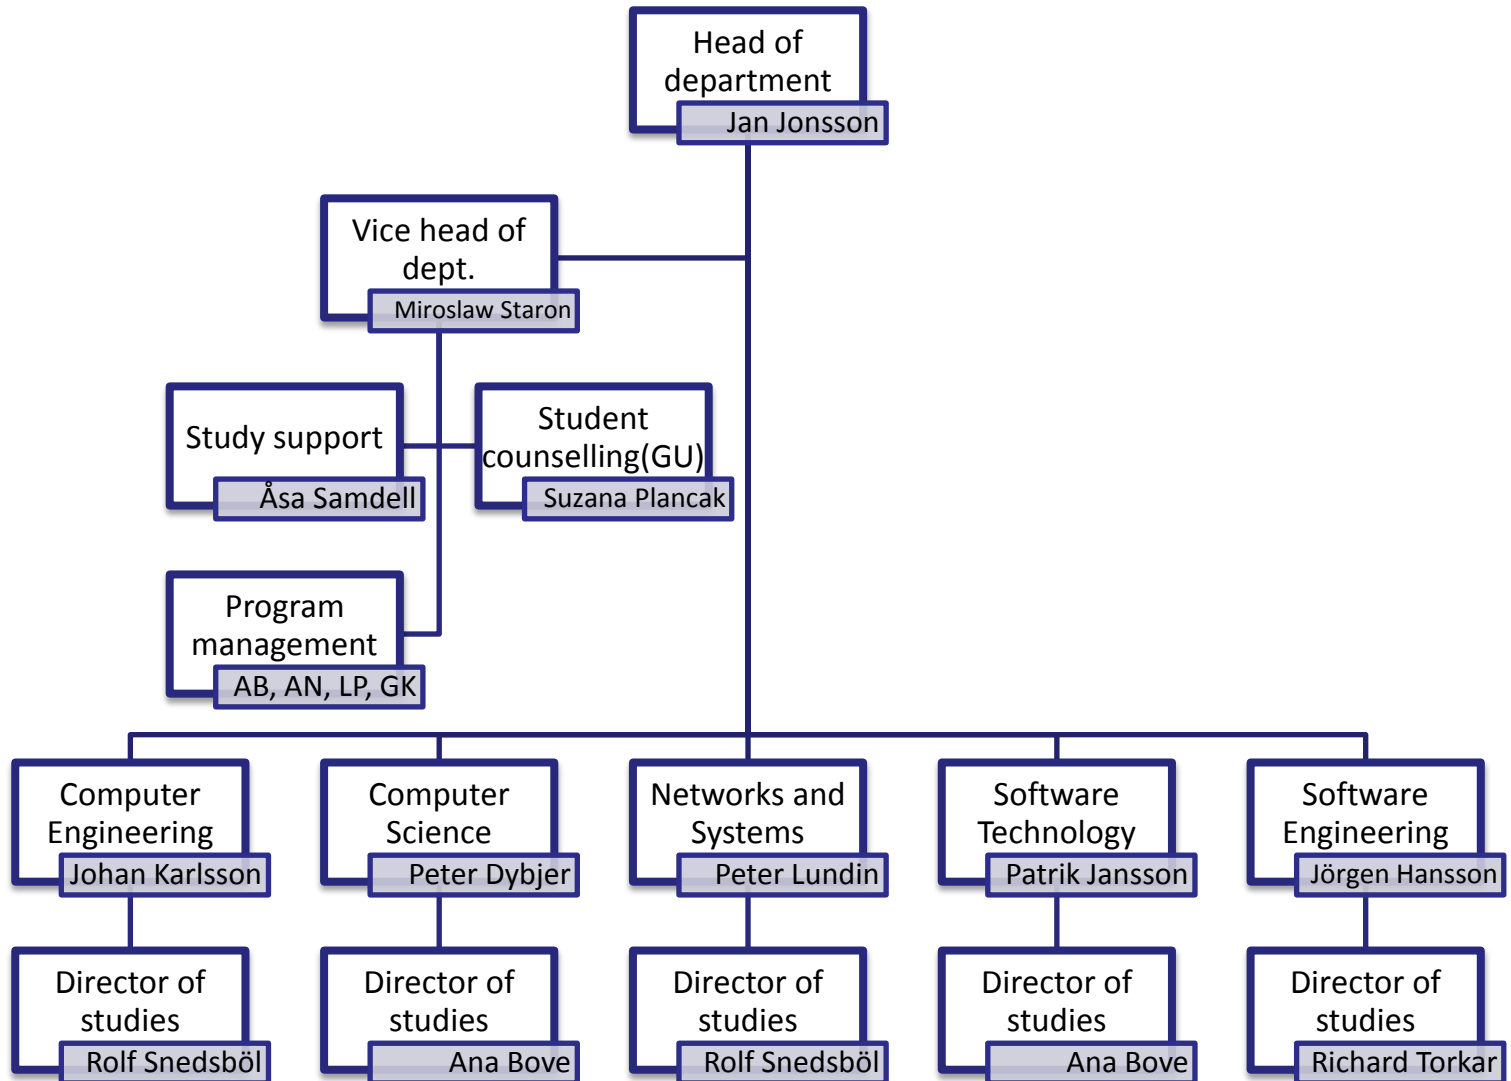 Head of
department
Jan Jonsson
Vice head of
dept.
Miroslaw Staron
Study support
Åsa Samdell
Student
counselling(GU)
Suzana Plancak
Program
management
AB, AN, LP, GK
Computer
Engineering
Johan Karlsson
Computer
Science
Peter Dybjer
Networks and
Systems
Peter Lundin
Software
Technology
Patrik Jansson
Software
Engineering
Jörgen Hansson
Director of
studies
Rolf Snedsböl
Director of
studies
Ana Bove
Director of
studies
Rolf Snedsböl
Director of
studies
Ana Bove
Director of
studies
Richard Torkar